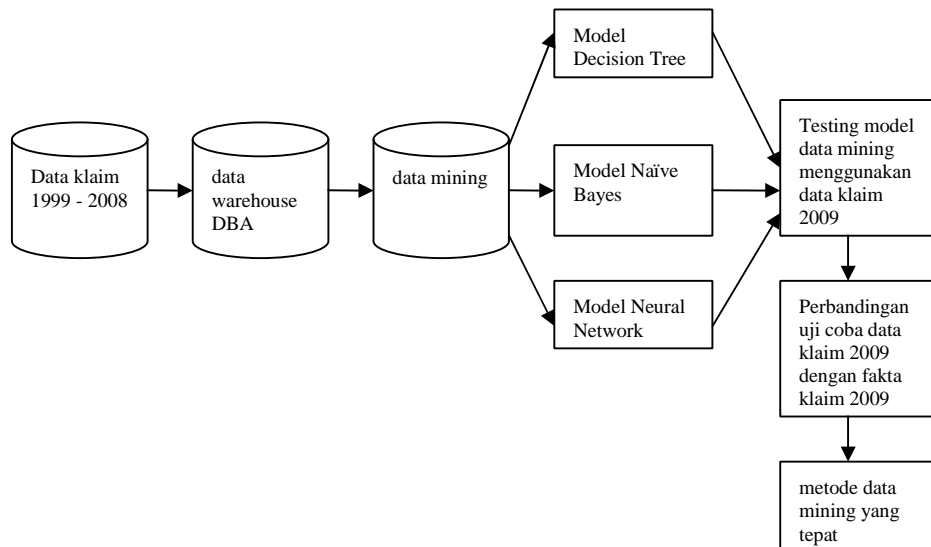 Data klaim
1999 - 2008
data
warehouse
DBA
data mining
Model
Decision Tree
Model Naïve
Bayes
Model Neural
Network
Testing model
data mining
menggunakan
data klaim
2009
Perbandingan
uji coba data
klaim 2009
dengan fakta
klaim 2009
metode data
mining yang
tepat